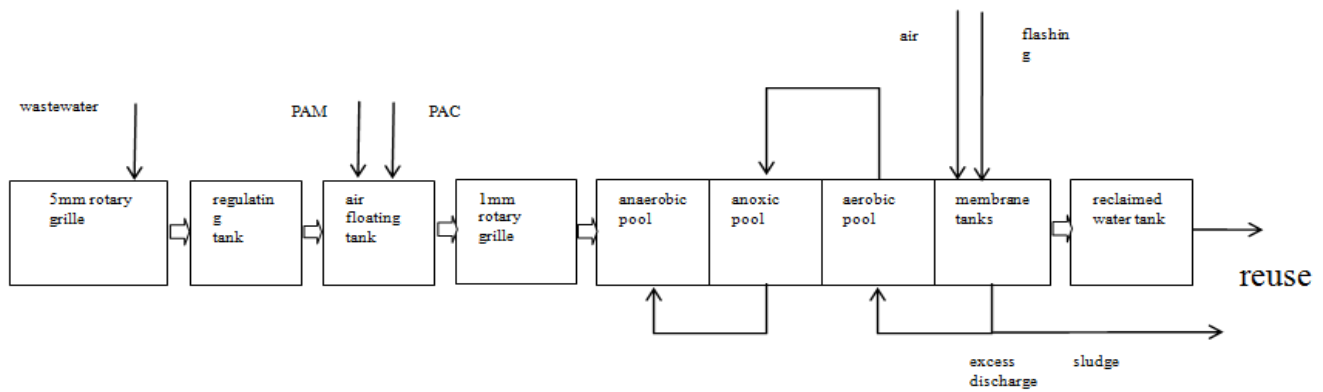 air
flashin
g
wastewater
PAM
PAC
5mm rotary
grille
regulatin
g
tank
air
floating
tank
1mm
rotary
grille
anaerobic
pool
anoxic
pool
aerobic
pool
membrane
tanks
reclaimed
water tank
reuse
excess
discharge
sludge